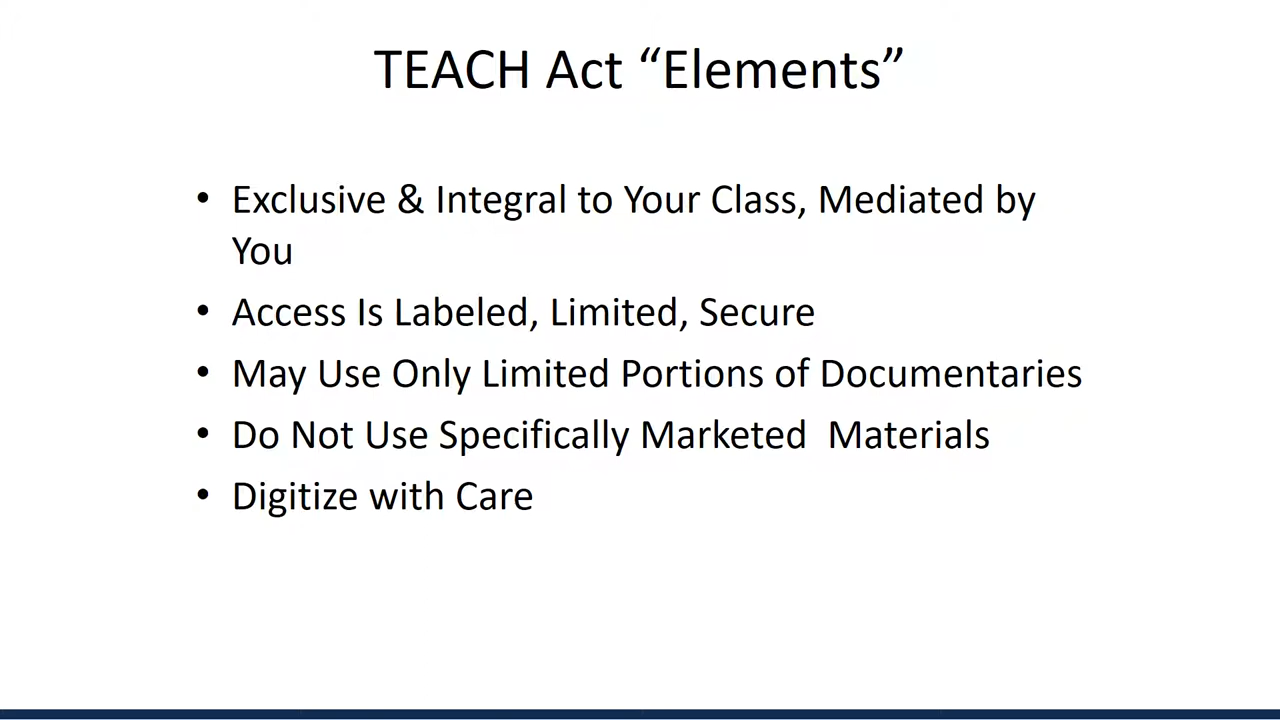 TEACH Act “Elements”
• Exclusive & Integral to Your Class, Mediated by
You
• Access Is Labeled, Limited, Secure
• May Use Only Limited Portions of Documentaries
• Do Not Use Specifically Marketed  Materials
• Digitize with Care